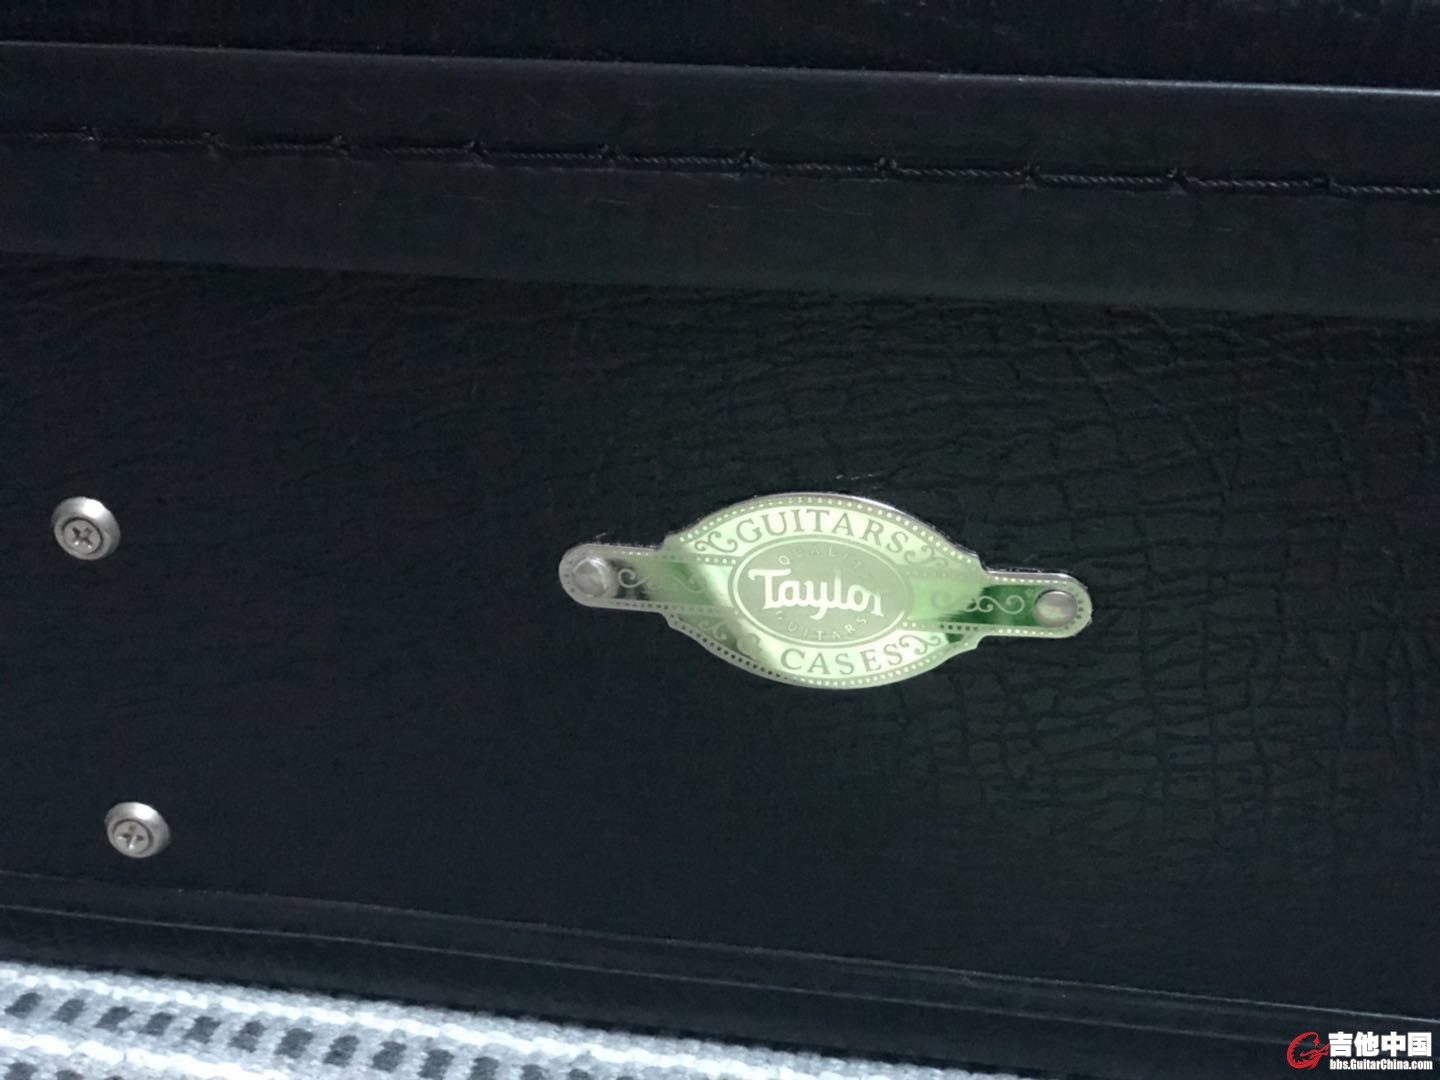 GUITARS
QUALITY
Taylor
GUITARS
CASES
吉他中国
bbs.GuitarChina.com